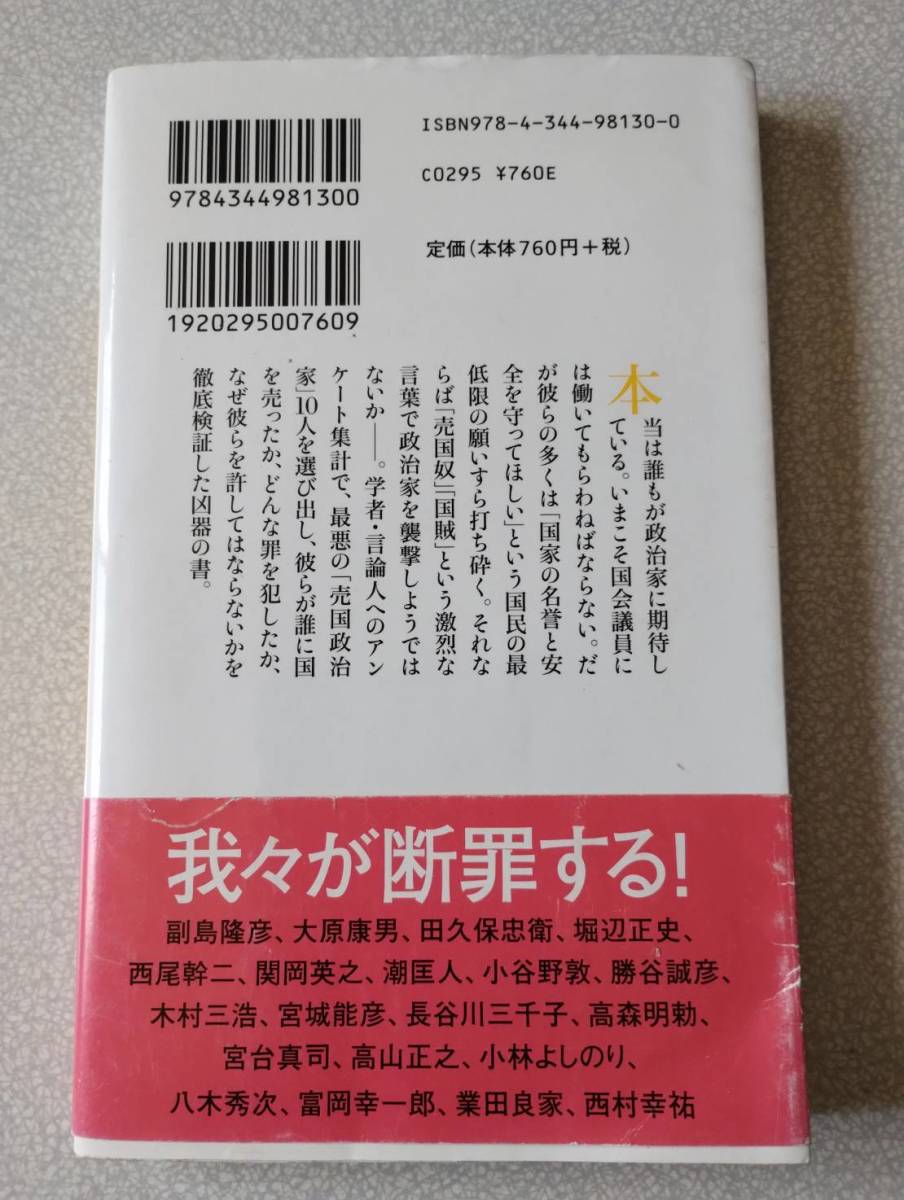 ISBN978-4-344-98130-0
C0295 ¥760E
9784344981300
定価(本体760円+税)
1920295007609
本当は誰もが政治家に期待し
ている。いまこそ国会議員に
は働いてもらわねばならない。だ
が彼らの多くは「国家の名誉と安
全を守ってほしい」という国民の最
低限の願いすら打ち砕く。それな
らば「売国奴」「国賊」という激烈な
言葉で政治家を襲撃しようでは
ないか――。学者・言論人へのアン
ケート集計で、最悪の「売国政治
家」10人を選び出し、彼らが誰に国
を売ったか、どんな罪を犯したか、
なぜ彼らを許してはならないかを
徹底検証した凶器の書。
我々が断罪する!
副島隆彦、大原康男、田久保忠衛、堀辺正史、
西尾幹二、関岡英之、潮匡人、小谷野敦、勝谷誠彦、
木村三浩、宮城能彦、長谷川三千子、高森明勅、
宮台真司、高山正之、小林よしのり、
八木秀次、富岡幸一郎、業田良家、西村幸祐